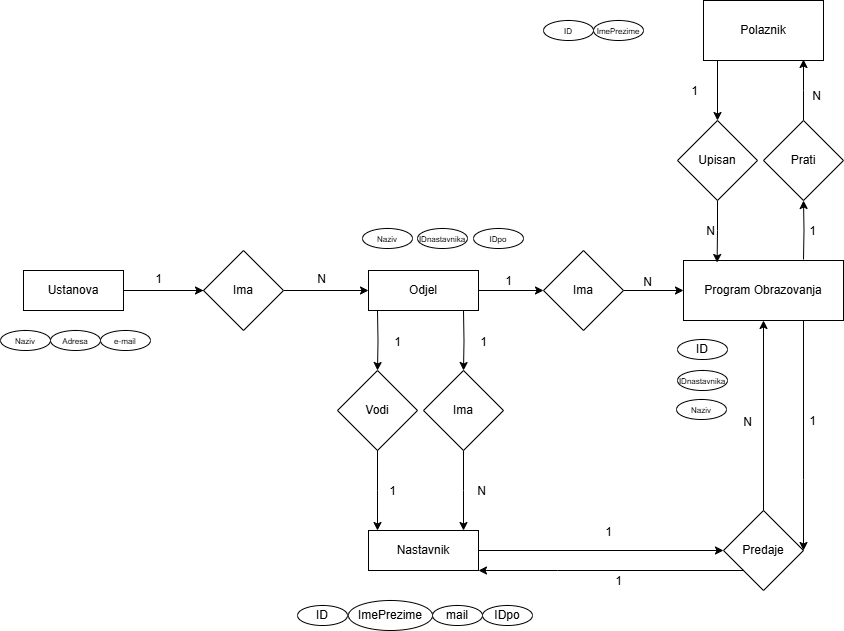 Polaznik
ID ImePrezime
1 N
Upisan Prati
N 1
Naziv IDnastavnika IDpo
Ustanova 1 Ima N Odjel 1 Ima N Program Obrazovanja
Naziv Adresa e-mail
1 1
ID
IDnastavnika
Naziv
Vodi Ima
N 1
1 N
1
Nastavnik Predaje
1
ID ImePrezime mail IDpo